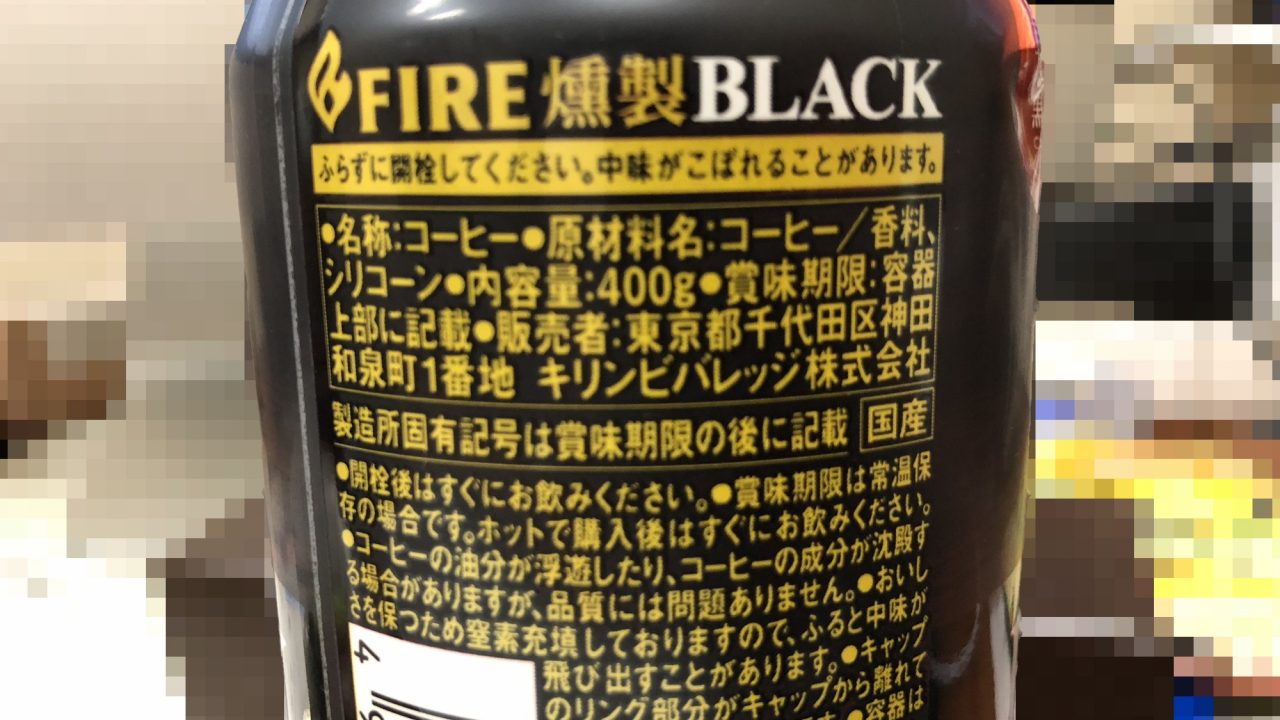 FIRE 燻製 BLACK
ふらずに開栓してください。中味がこぼれることがあります。
●名称:コーヒー●原材料名:コーヒー／香料、
シリコーン●内容量:400g●賞味期限:容器
上部に記載●販売者:東京都千代田区神田
和泉町1番地 キリンビバレッジ株式会社
製造所固有記号は賞味期限の後に記載 国産
●開栓後はすぐにお飲みください。●賞味期限は常温保
存の場合です。ホットで購入後はすぐにお飲みください。
●コーヒーの油分が浮遊したり、コーヒーの成分が沈殿す
る場合がありますが、品質には問題ありません。●おいし
さを保つため窒素充填しておりますので、ふると中味が
飛び出すことがあります。●キャップ
のリング部分がキャップから離れて
●容器は
4